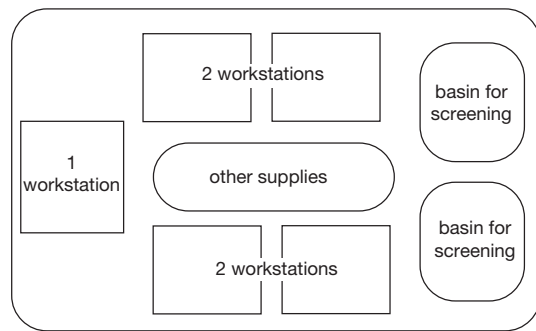 2 workstations
basin for
screening
1
workstation
other supplies
basin for
screening
2 workstations